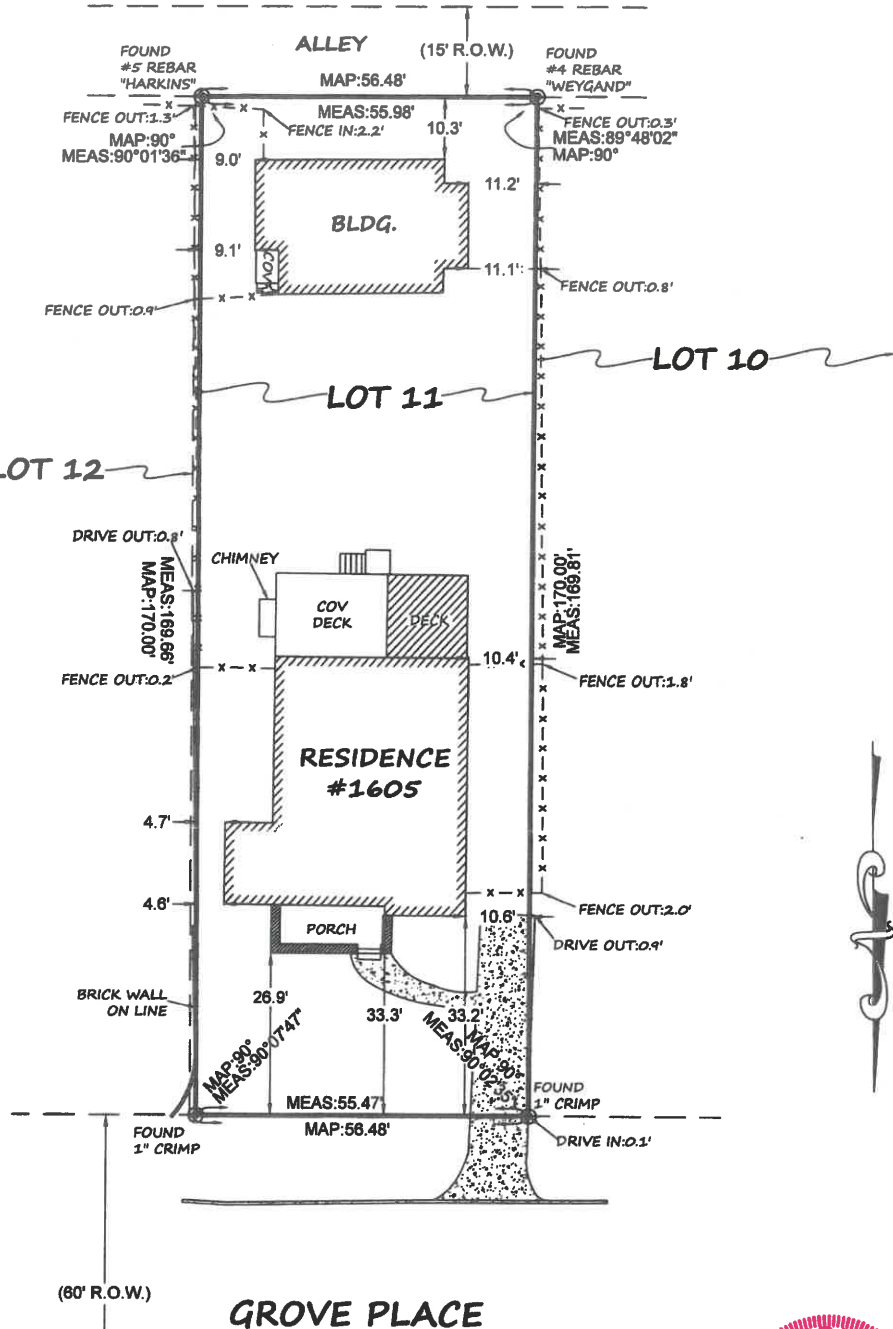 ALLEY
(15' R.O.W.)
FOUND
#5 REBAR
"HARKINS"
FOUND
#4 REBAR
"WEYGAND"
MAP:56.48'
MEAS:55.98'
FENCE OUT:1.3'
FENCE IN:2.2'
10.3'
FENCE OUT:0.3'
MAP:90°
MEAS:90°01'36"
MEAS:89°48'02"
MAP:90°
9.0'
11.2'
BLDG.
9.1'
COV
11.1'
FENCE OUT:0.8'
FENCE OUT:0.9'
LOT 10
LOT 11
LOT 12
DRIVE OUT:0.8'
CHIMNEY
MEAS:169.66'
MAP:170.00'
COV
DECK
DECK
MAP:170.00'
MEAS:169.81'
10.4'
FENCE OUT:0.2'
FENCE OUT:1.8'
RESIDENCE
#1605
4.7'
4.6'
FENCE OUT:2.0'
10.6'
PORCH
DRIVE OUT:0.9'
BRICK WALL
ON LINE
26.9'
33.3'
33.2'
MAP:90°
MEAS:90°07'47"
MAP:90°
MEAS:90°02'35"
FOUND
1" CRIMP
MEAS:55.47'
MAP:56.48'
FOUND
1" CRIMP
DRIVE IN:0.1'
(60' R.O.W.)
GROVE PLACE